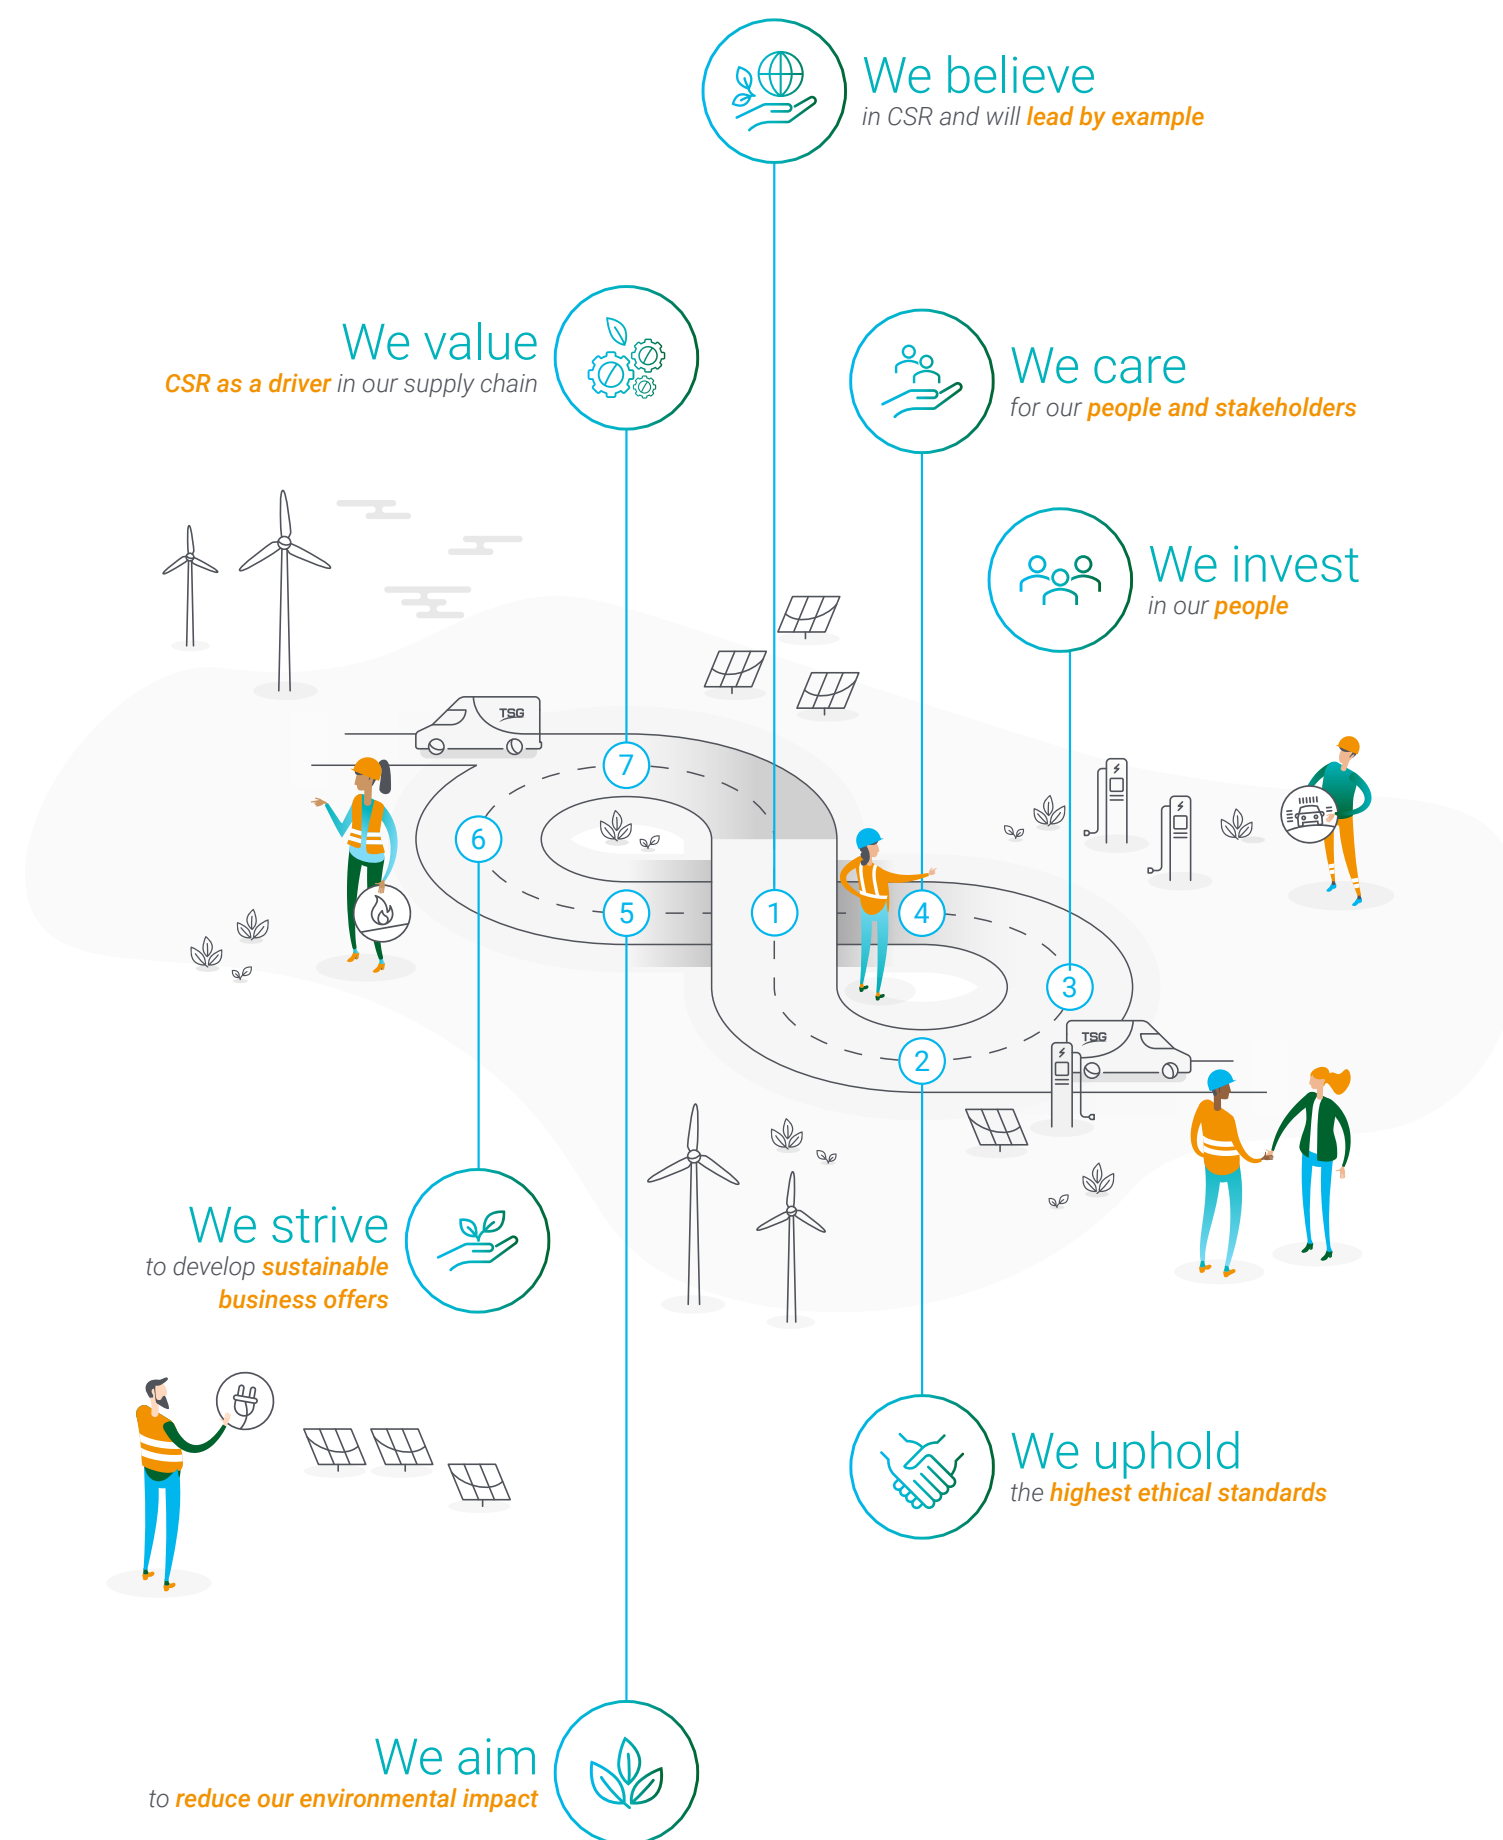 We believe
in CSR and will lead by example
We value
CSR as a driver in our supply chain
We care
for our people and stakeholders
We invest
in our people
TSG
7
6
5
1
4
3
2
TSG
We strive
to develop sustainable
business offers
We uphold
the highest ethical standards
We aim
to reduce our environmental impact